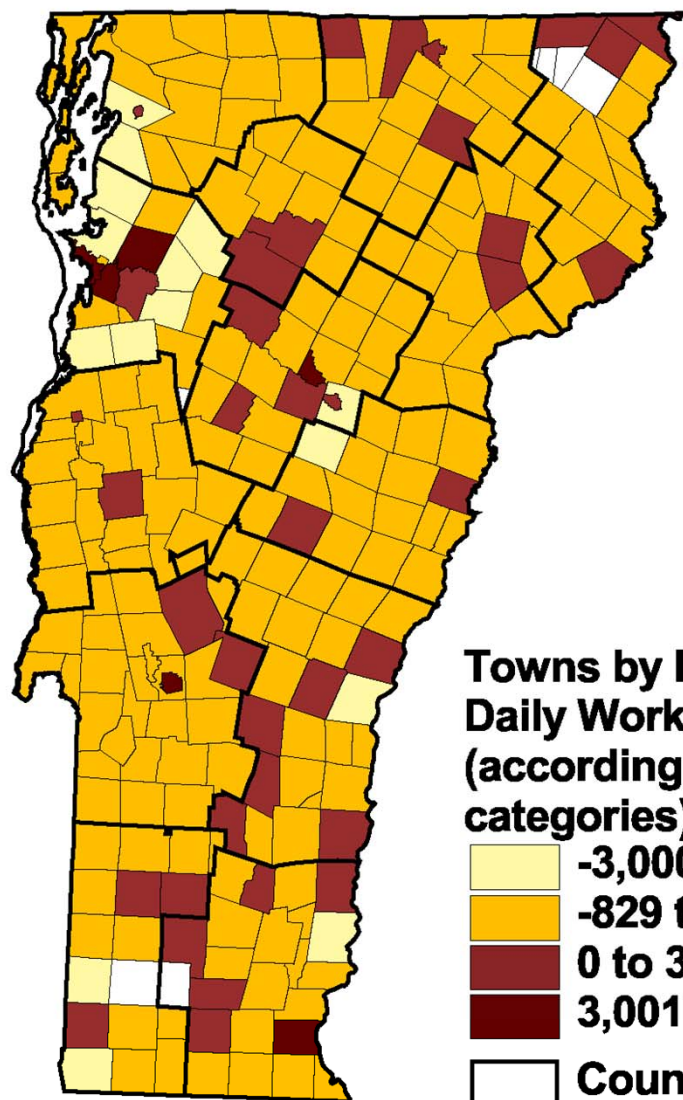 Towns by
Daily Work
(according
categories)
-3,000
-829 t
0 to 3
3,001
Coun